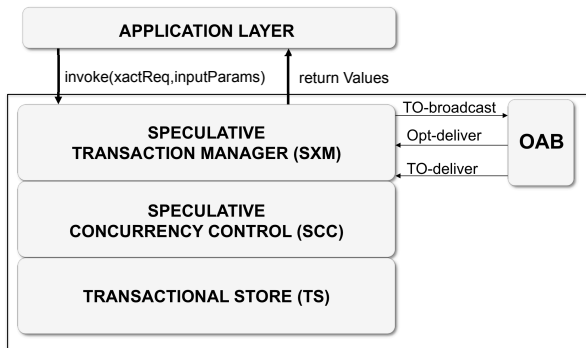 APPLICATION LAYER
invoke(xactReq,inputParams)
return Values
TO-broadcast
SPECULATIVE
TRANSACTION MANAGER (SXM)
Opt-deliver
OAB
TO-deliver
SPECULATIVE
CONCURRENCY CONTROL (SCC)
TRANSACTIONAL STORE (TS)